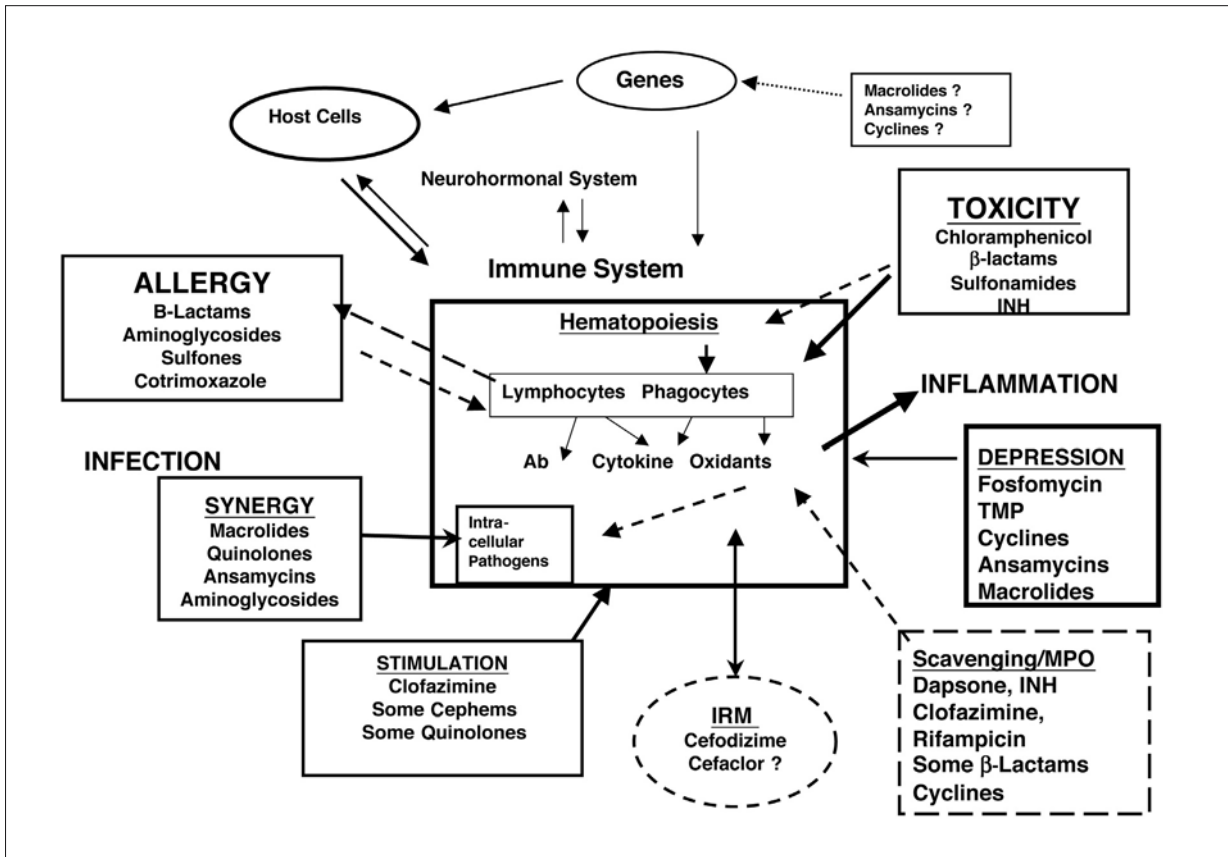 Genes
Macrolides ?
Ansamycins ?
Cyclines ?
Host Cells
Neurohormonal System
TOXICITY
Chloramphenicol
β-lactams
Sulfonamides
INH
Immune System
ALLERGY
B-Lactams
Aminoglycosides
Sulfones
Cotrimoxazole
Hematopoiesis
Lymphocytes Phagocytes
Ab Cytokine Oxidants
INFLAMMATION
INFECTION
SYNERGY
Macrolides
Quinolones
Ansamycins
Aminoglycosides
Intra-
cellular
Pathogens
DEPRESSION
Fosfomycin
TMP
Cyclines
Ansamycins
Macrolides
STIMULATION
Clofazimine
Some Cephems
Some Quinolones
IRM
Cefodizime
Cefaclor ?
Scavenging/MPO
Dapsone, INH
Clofazimine,
Rifampicin
Some β-Lactams
Cyclines